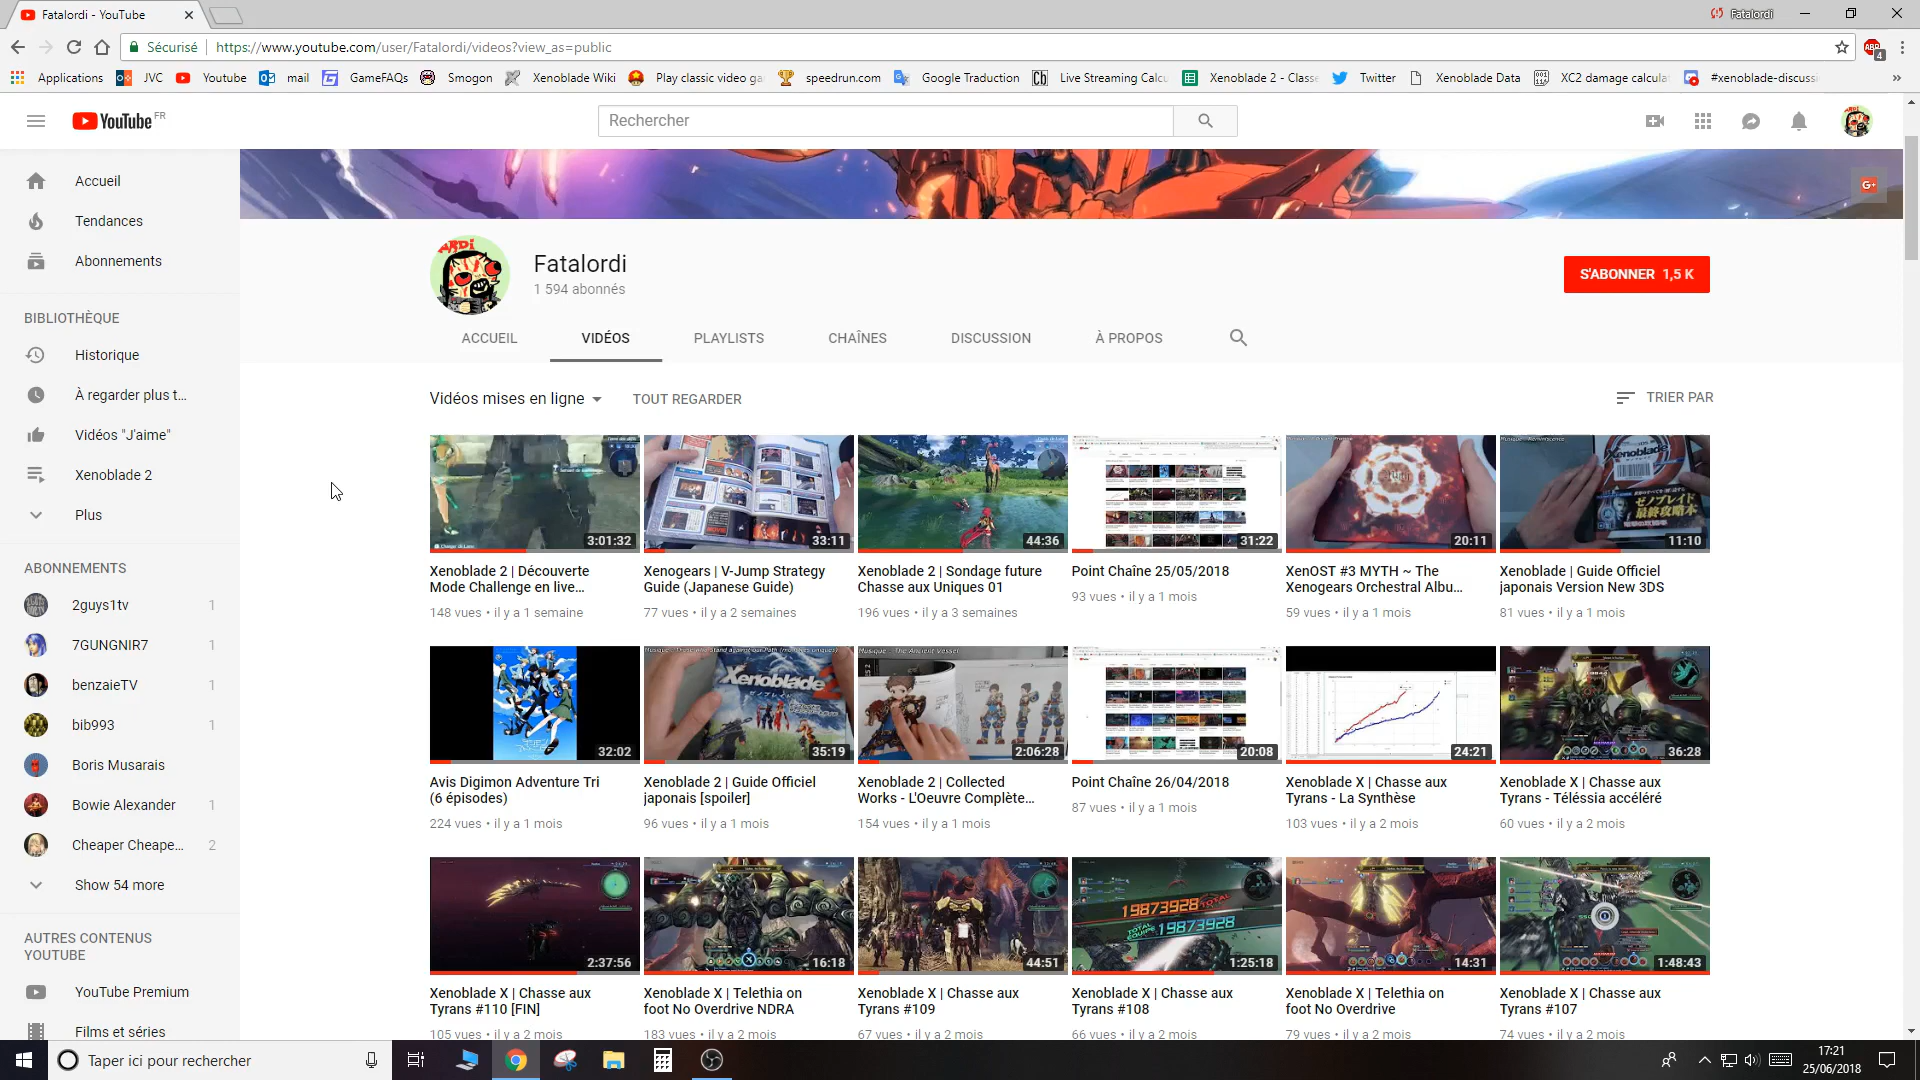 Fatalordi - YouTube
Fatalordi
Sécurisé
https://www.youtube.com/user/Fatalordi/videos?view_as=public
Applications JVC Youtube mail GameFAQs Smogon Xenoblade Wiki Play classic video ga speedrun.com Google Traduction Live Streaming Calcu Xenoblade 2 - Classe Twitter Xenoblade Data XC2 damage calcula #xenoblade-discussi
YouTube FR
Rechercher
Accueil
Tendances
Abonnements
BIBLIOTHÈQUE
Historique
À regarder plus t...
Vidéos "J'aime"
Xenoblade 2
Plus
ABONNEMENTS
2guys1tv 1
7GUNGNIR7 1
benzaieTV 1
bib993 1
Boris Musarais
Bowie Alexander 1
Cheaper Cheape... 2
Show 54 more
AUTRES CONTENUS
YOUTUBE
YouTube Premium
Films et séries
Fatalordi
1 594 abonnés
S'ABONNER 1,5 K
ACCUEIL VIDÉOS PLAYLISTS CHAÎNES DISCUSSION À PROPOS
Vidéos mises en ligne TOUT REGARDER TRIER PAR
3:01:32 33:11 44:36 31:22 20:11 11:10
Xenoblade 2 | Découverte
Mode Challenge en live...
148 vues • il y a 1 semaine
Xenogears | V-Jump Strategy
Guide (Japanese Guide)
77 vues • il y a 2 semaines
Xenoblade 2 | Sondage future
Chasse aux Uniques 01
196 vues • il y a 3 semaines
Point Chaîne 25/05/2018
93 vues • il y a 1 mois
XenOST #3 MYTH ~ The
Xenogears Orchestral Albu...
59 vues • il y a 1 mois
Xenoblade | Guide Officiel
japonais Version New 3DS
81 vues • il y a 1 mois
32:02 35:19 2:06:28 20:08 24:21 36:28
Avis Digimon Adventure Tri
(6 épisodes)
224 vues • il y a 1 mois
Xenoblade 2 | Guide Officiel
japonais [spoiler]
96 vues • il y a 1 mois
Xenoblade 2 | Collected
Works - L'Oeuvre Complète...
154 vues • il y a 1 mois
Point Chaîne 26/04/2018
87 vues • il y a 1 mois
Xenoblade X | Chasse aux
Tyrans - La Synthèse
103 vues • il y a 2 mois
Xenoblade X | Chasse aux
Tyrans - Téléssia accéléré
60 vues • il y a 2 mois
19873928 TOTAL
19873928
2:37:56 16:18 44:51 1:25:18 14:31 1:48:43
Xenoblade X | Chasse aux
Tyrans #110 [FIN]
105 vues • il y a 2 mois
Xenoblade X | Telethia on
foot No Overdrive NDRA
183 vues • il y a 2 mois
Xenoblade X | Chasse aux
Tyrans #109
67 vues • il y a 2 mois
Xenoblade X | Chasse aux
Tyrans #108
66 vues • il y a 2 mois
Xenoblade X | Telethia on
foot No Overdrive
79 vues • il y a 2 mois
Xenoblade X | Chasse aux
Tyrans #107
74 vues • il y a 2 mois
Taper ici pour rechercher
17:21
25/06/2018